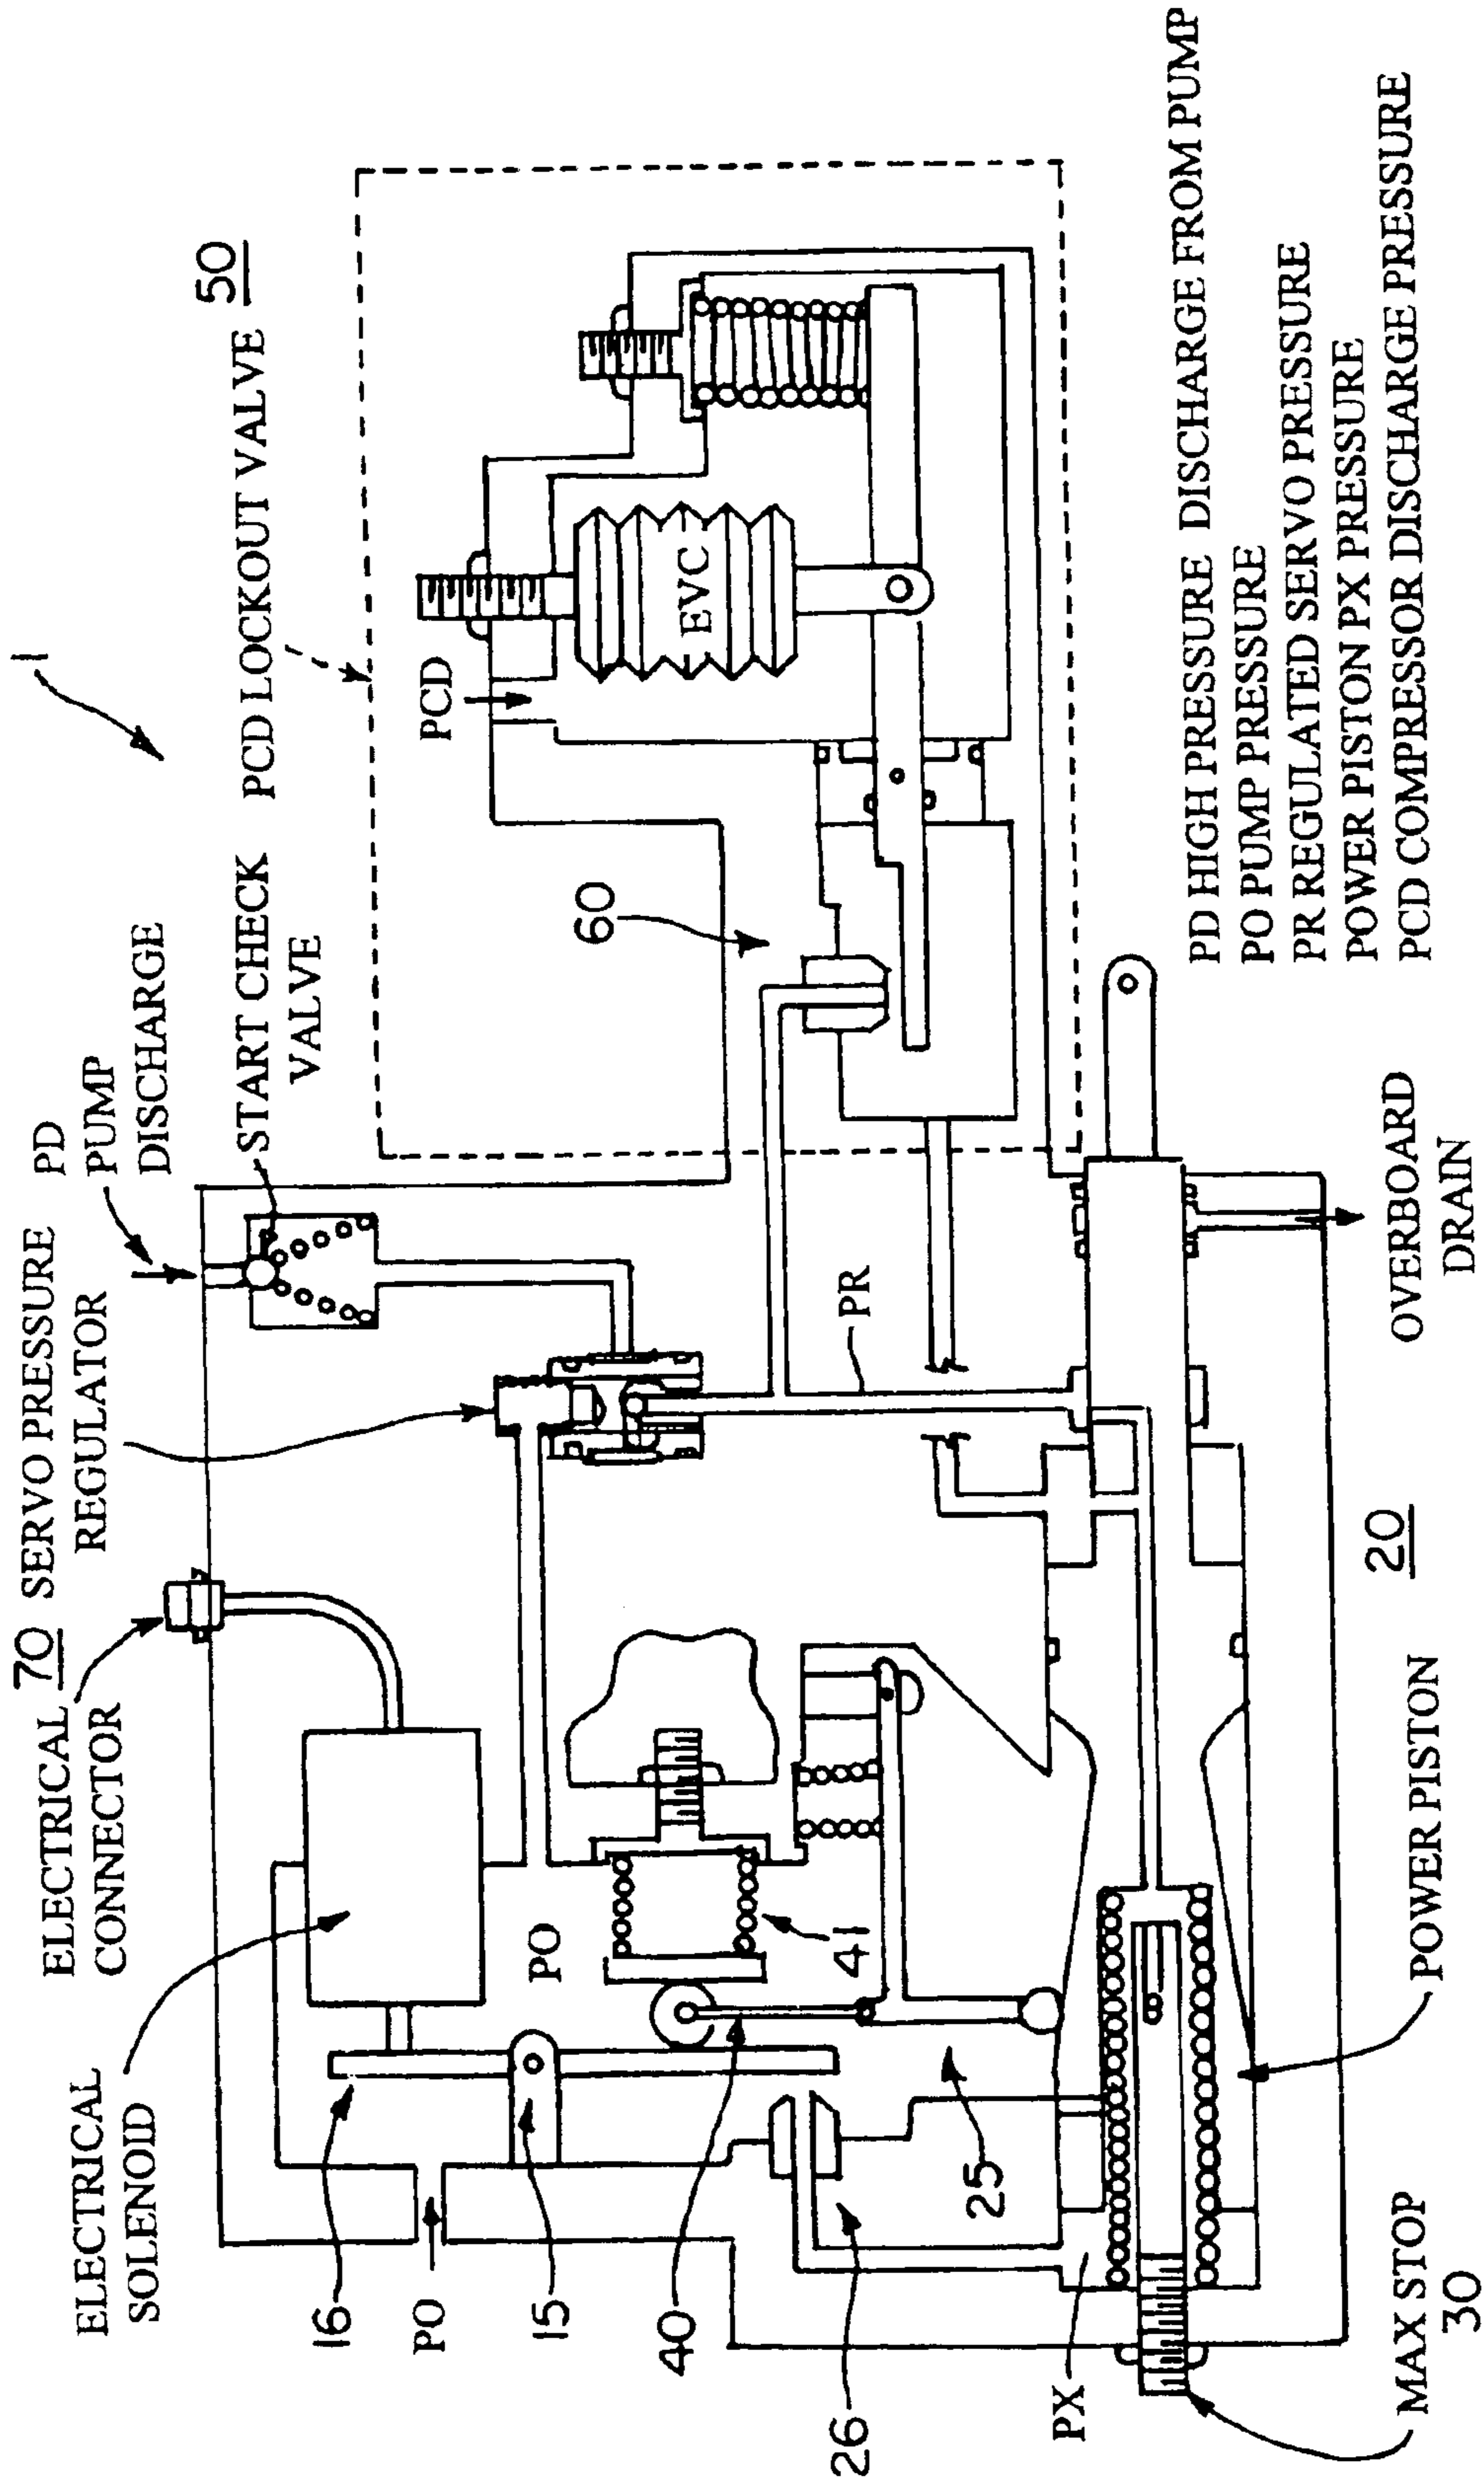 1
70 SERVO PRESSURE
REGULATOR
PD
PUMP
DISCHARGE
START CHECK
VALVE
PCD LOCKOUT VALVE 50
ELECTRICAL
CONNECTOR
ELECTRICAL
SOLENOID
16
PO
15
40
26
PX
MAX STOP
30
PO
41
25
POWER PISTON
20
PR
60
PCD
EVC
OVERBOARD
DRAIN
PD HIGH PRESSURE DISCHARGE FROM PUMP
PO PUMP PRESSURE
PR REGULATED SERVO PRESSURE
POWER PISTON PX PRESSURE
PCD COMPRESSOR DISCHARGE PRESSURE